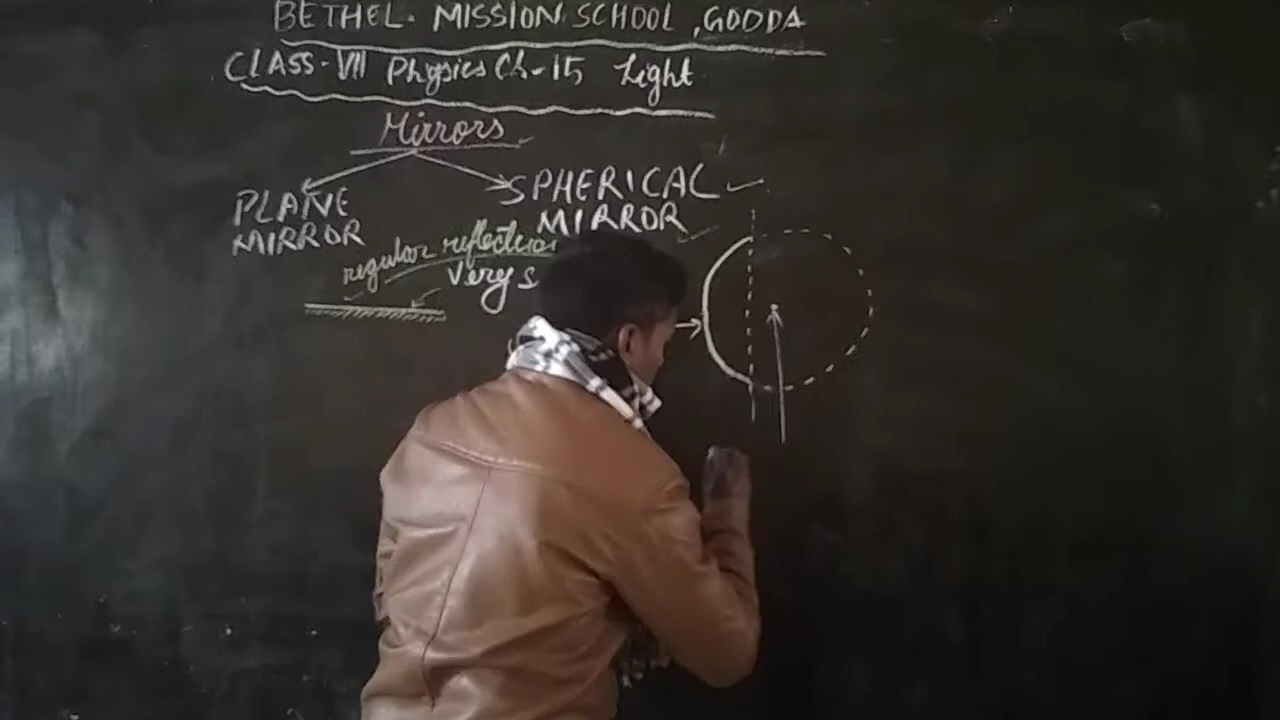 BETHEL. MISSION SCHOOL, GODDA
CLASS-VII Physics Ch-15 Light
Mirrors
PLANE MIRROR
SPHERICAL MIRROR
regular reflection
Very s